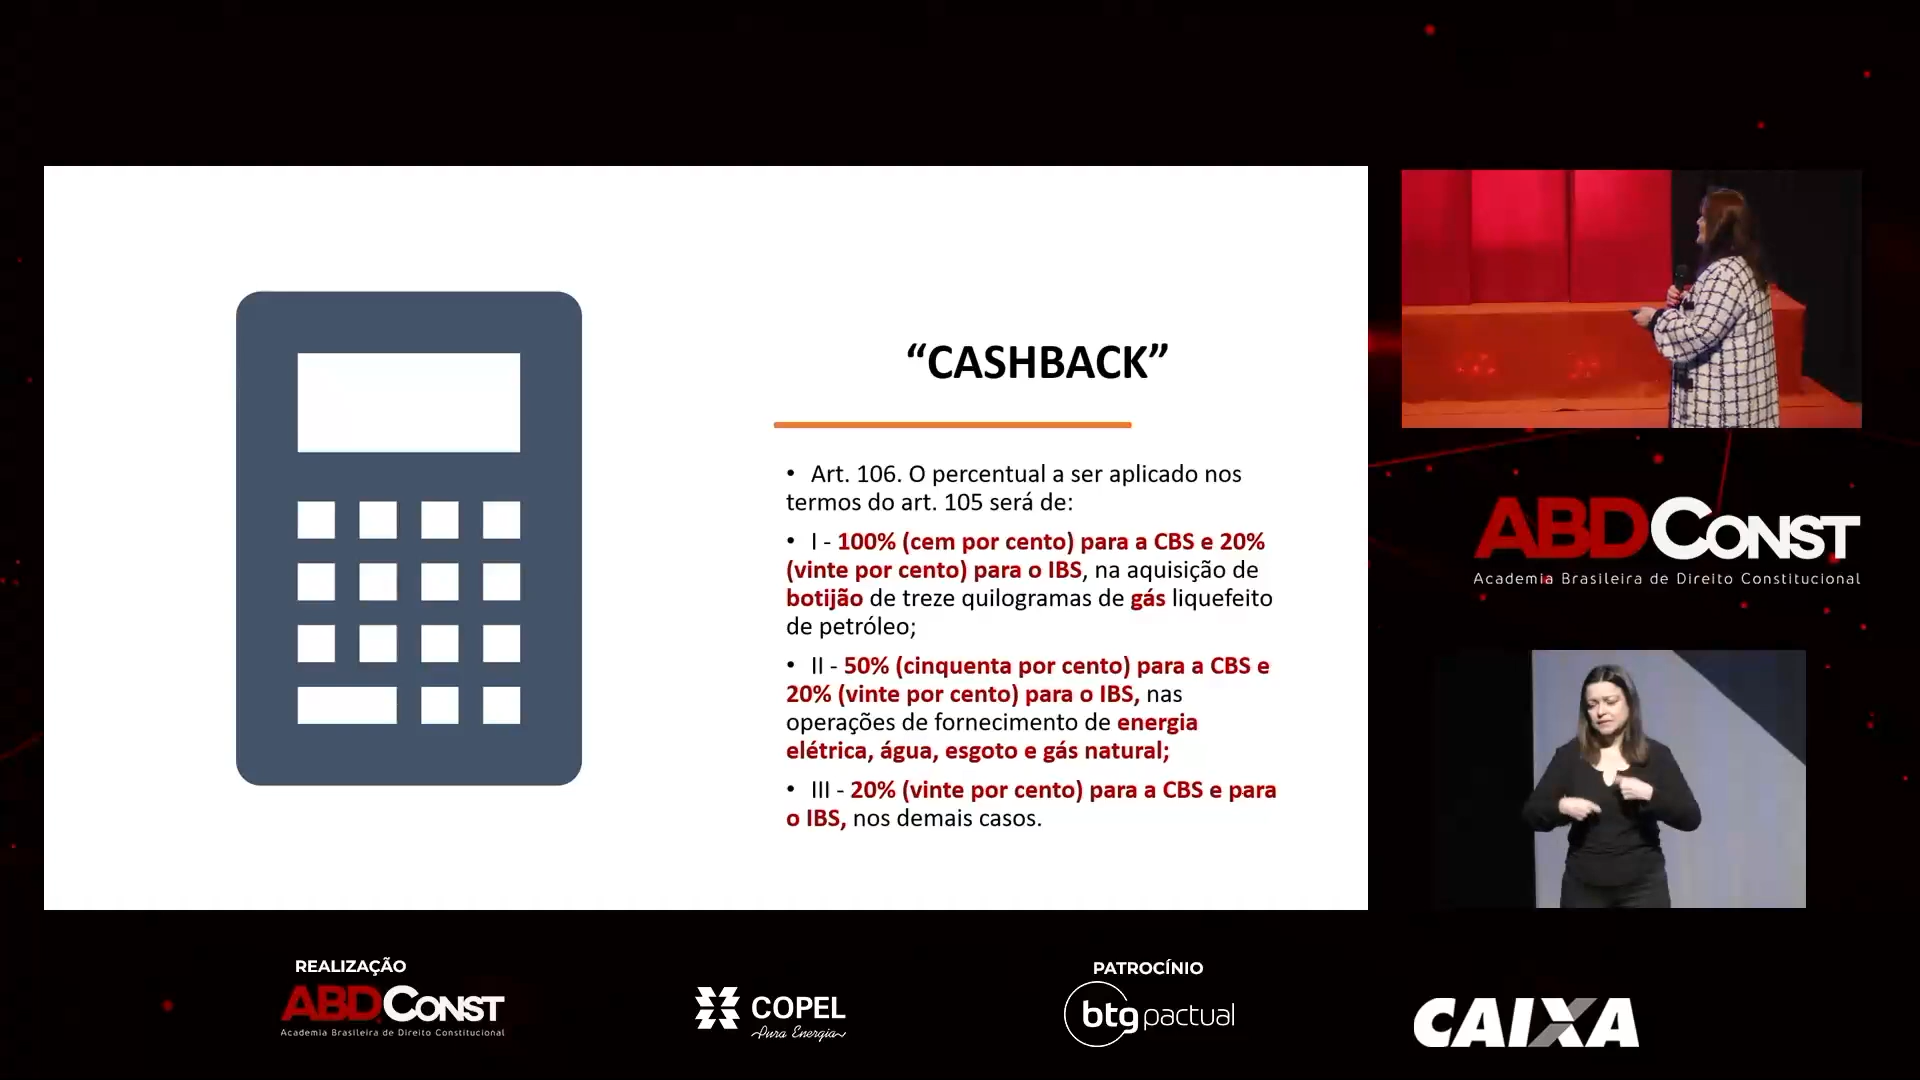 “CASHBACK”
• Art. 106. O percentual a ser aplicado nos
termos do art. 105 será de:
• I - 100% (cem por cento) para a CBS e 20%
(vinte por cento) para o IBS, na aquisição de
botijão de treze quilogramas de gás liquefeito
de petróleo;
• II - 50% (cinquenta por cento) para a CBS e
20% (vinte por cento) para o IBS, nas
operações de fornecimento de energia
elétrica, água, esgoto e gás natural;
• III - 20% (vinte por cento) para a CBS e para
o IBS, nos demais casos.
ABDCONST
Academia Brasileira de Direito Constitucional
REALIZAÇÃO
ABDCONST
Academia Brasileira de Direito Constitucional
COPEL
Pura Energia
PATROCÍNIO
btgpactual
CAIXA